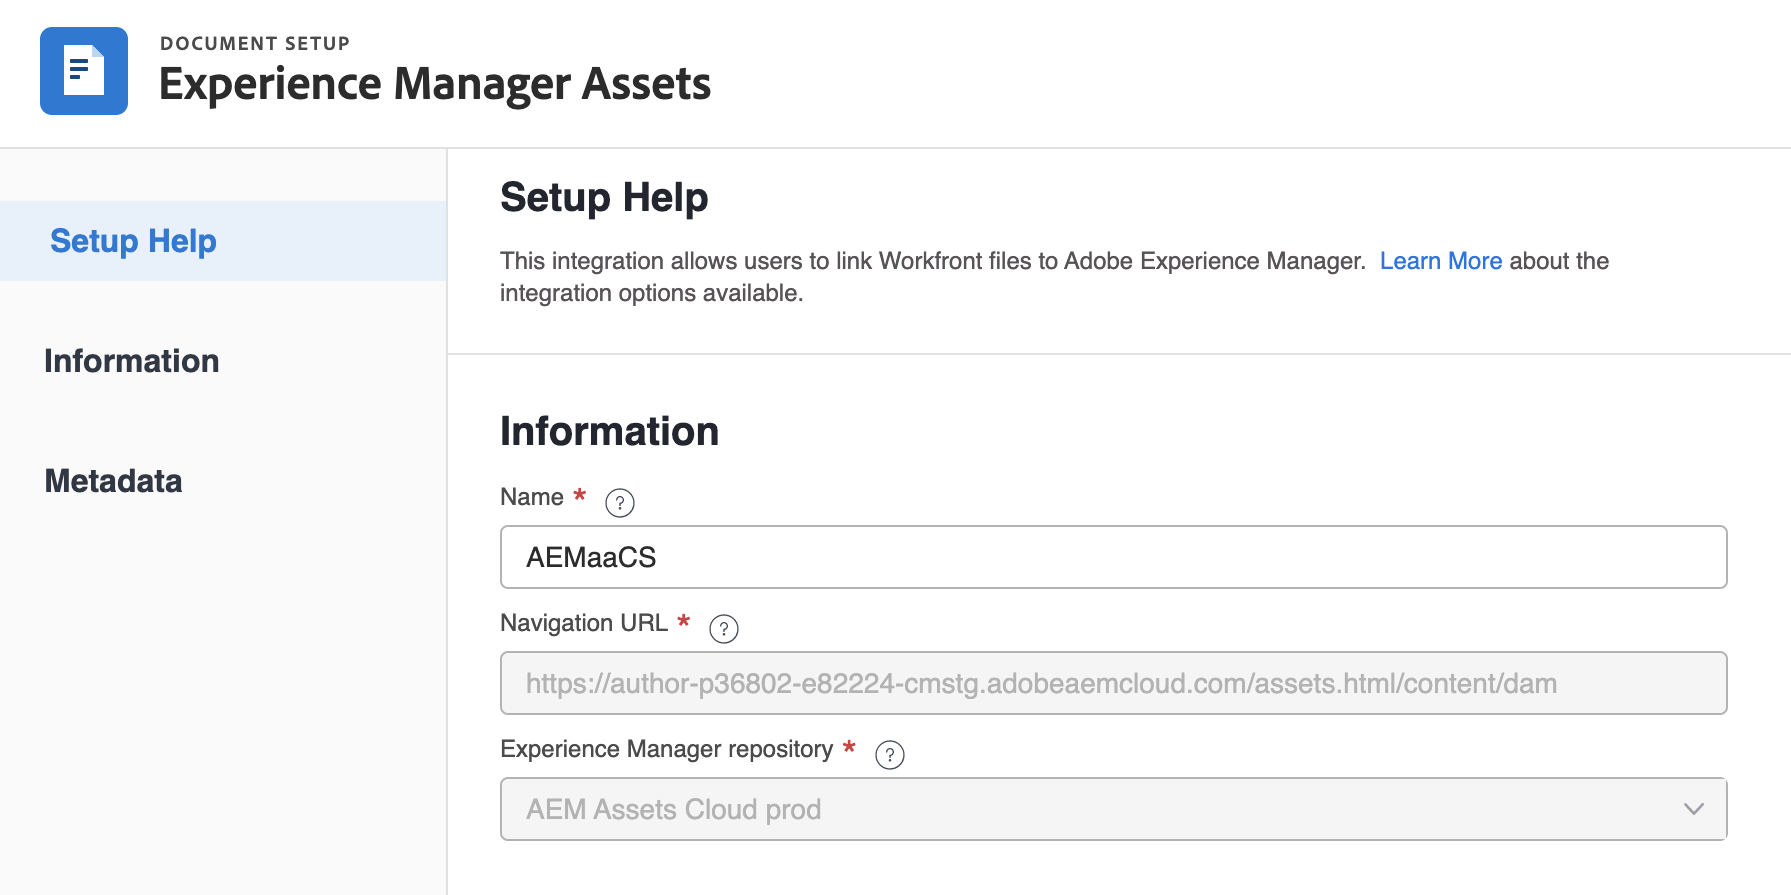 DOCUMENT SETUP
Experience Manager Assets
Setup Help
Information
Metadata
Setup Help
This integration allows users to link Workfront files to Adobe Experience Manager. Learn More about the
integration options available.
Information
Name * ?
AEMaaCS
Navigation URL * ?
https://author-p36802-e82224-cmstg.adobeaemcloud.com/assets.html/content/dam
Experience Manager repository * ?
AEM Assets Cloud prod